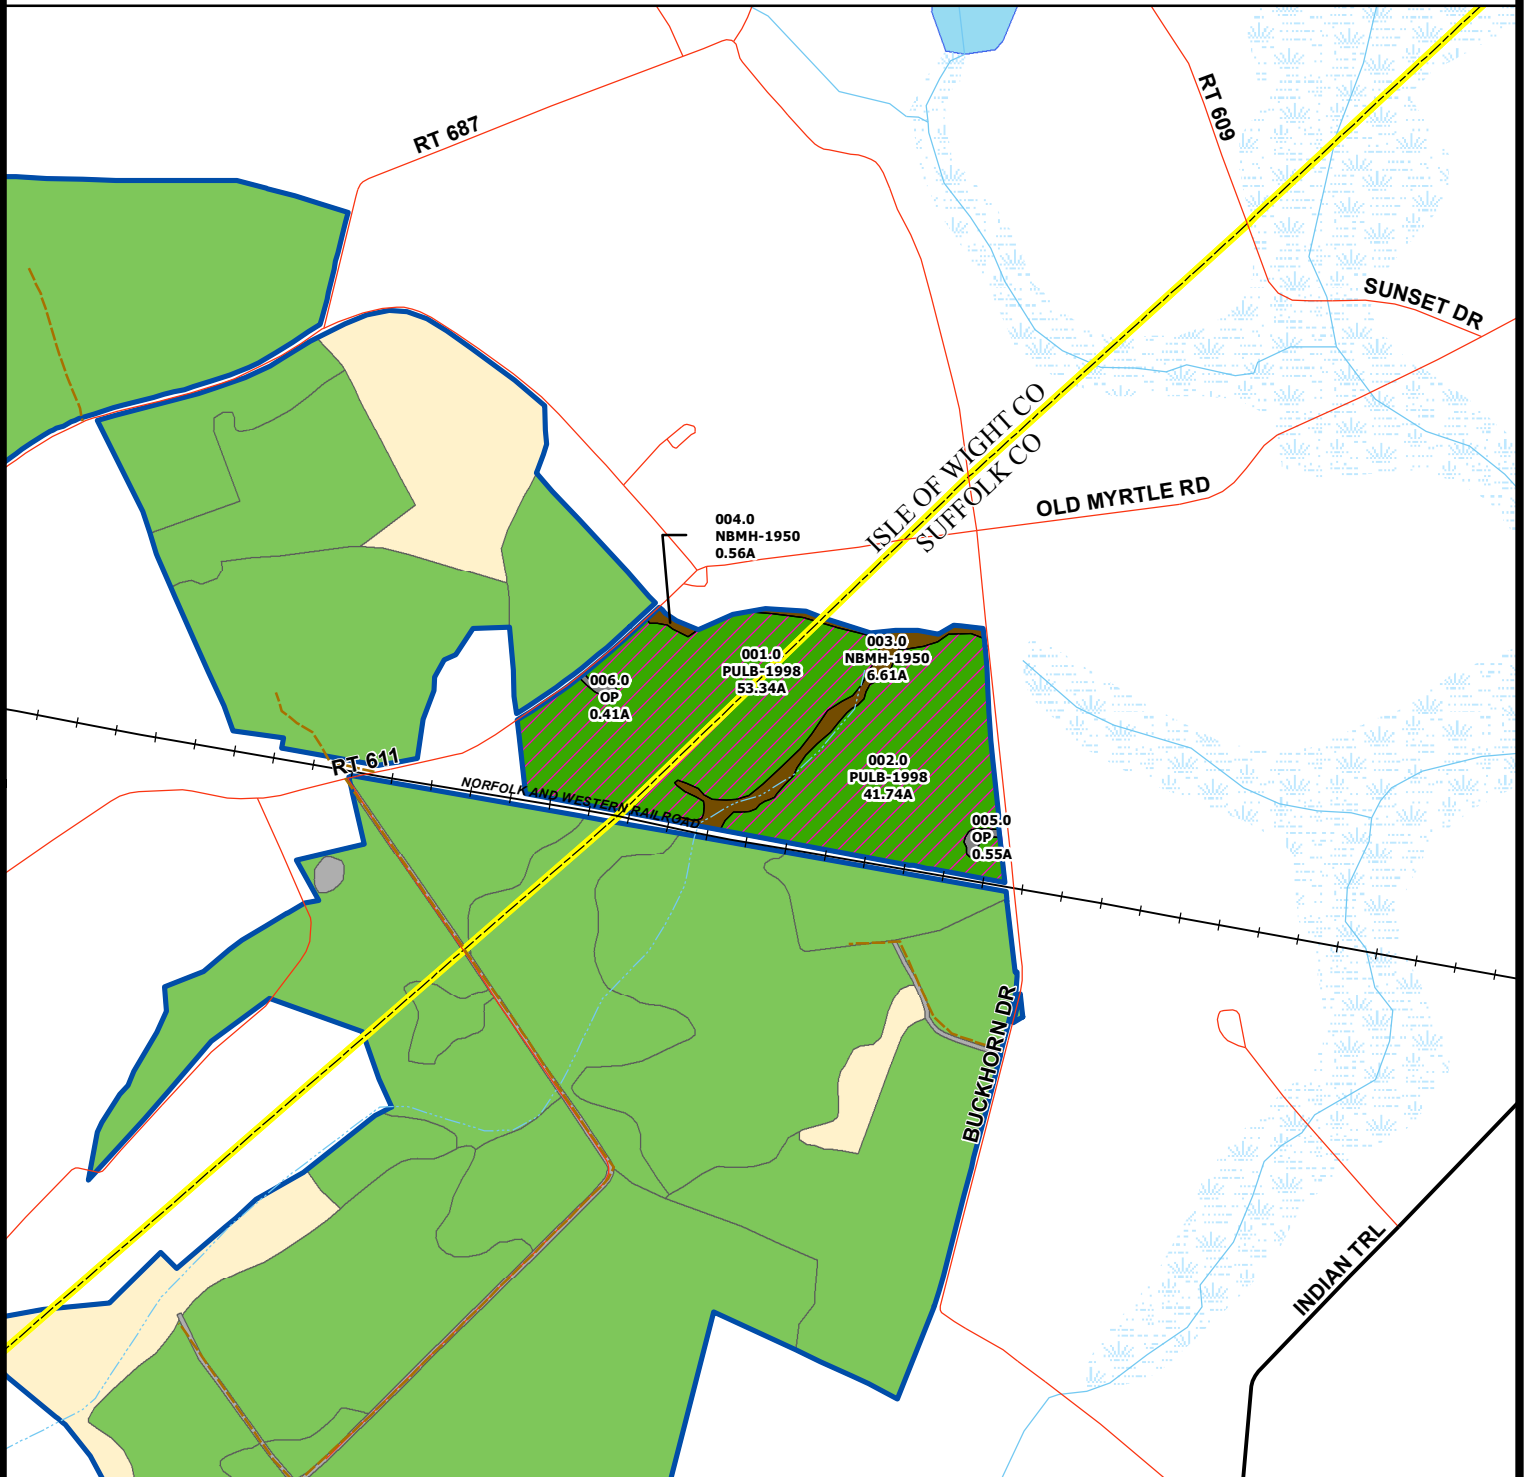 RT 687
RT 609
SUNSET DR
ISLE OF WIGHT CO
SUFFOLK CO
OLD MYRTLE RD
004.0
NBMH-1950
0.56A
001.0
PULB-1998
53.34A
003.0
NBMH-1950
6.61A
006.0
OP
0.41A
002.0
PULB-1998
41.74A
RT 611
NORFOLK AND WESTERN RAILROAD
005.0
OP
0.55A
BUCKHORN DR
INDIAN TRL